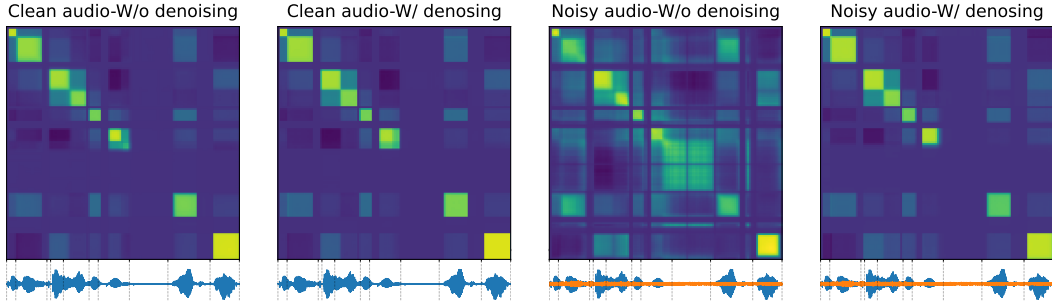 Clean audio-W/o denoising
Clean audio-W/ denosing
Noisy audio-W/o denoising
Noisy audio-W/ denosing